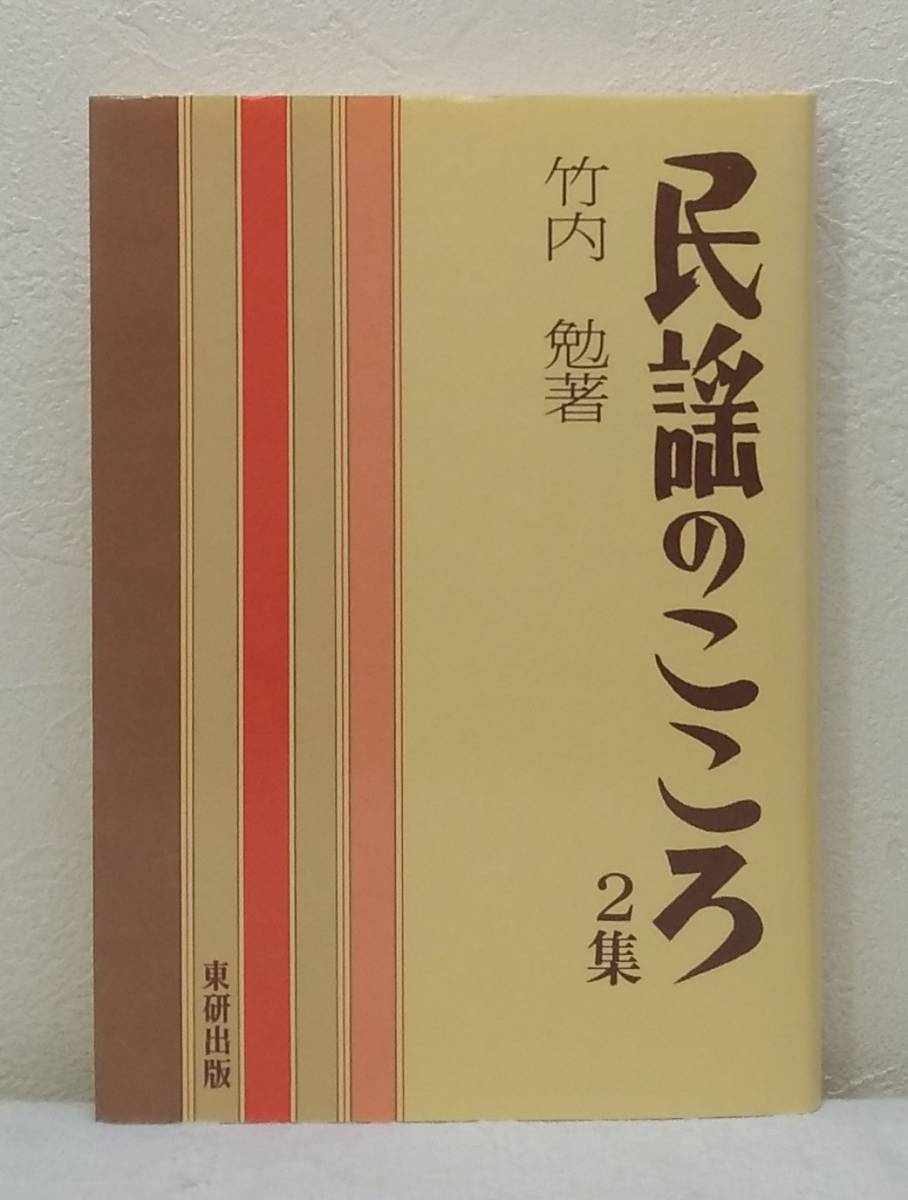 民謡のこころ
2集
竹内 勉著
東研出版